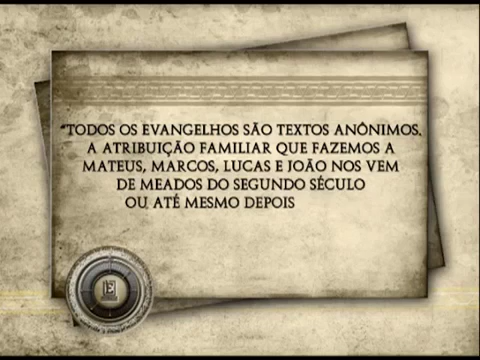 “TODOS OS EVANGELHOS SÃO TEXTOS ANÔNIMOS.
A ATRIBUIÇÃO FAMILIAR QUE FAZEMOS A
MATEUS, MARCOS, LUCAS E JOÃO NOS VEM
DE MEADOS DO SEGUNDO SÉCULO
OU ATÉ MESMO DEPOIS
E